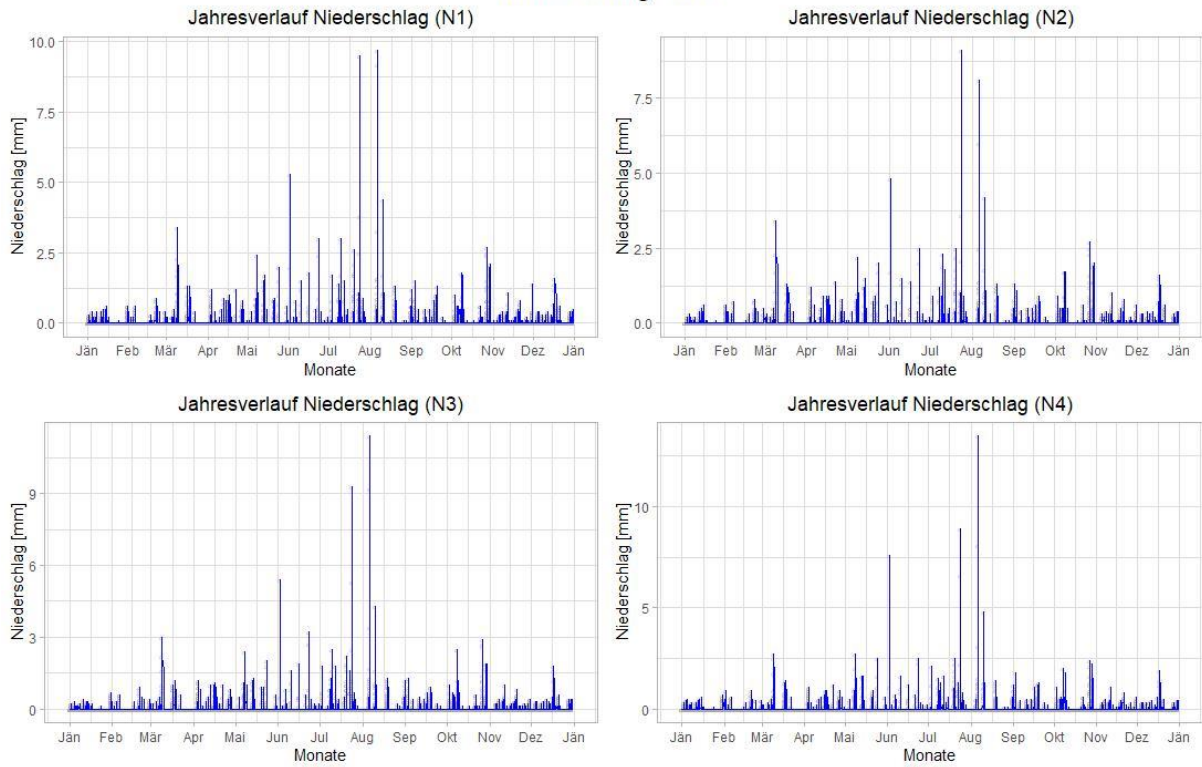 Jahresverlauf Niederschlag (N1)
Niederschlag [mm]
10.0
7.5
5.0
2.5
0.0
Jän Feb Mär Apr Mai Jun Jul Aug Sep Okt Nov Dez Jän
Monate
Jahresverlauf Niederschlag (N2)
Niederschlag [mm]
7.5
5.0
2.5
0.0
Jän Feb Mär Apr Mai Jun Jul Aug Sep Okt Nov Dez Jän
Monate
Jahresverlauf Niederschlag (N3)
Niederschlag [mm]
9
6
3
0
Jän Feb Mär Apr Mai Jun Jul Aug Sep Okt Nov Dez Jän
Monate
Jahresverlauf Niederschlag (N4)
Niederschlag [mm]
10
5
0
Jän Feb Mär Apr Mai Jun Jul Aug Sep Okt Nov Dez Jän
Monate